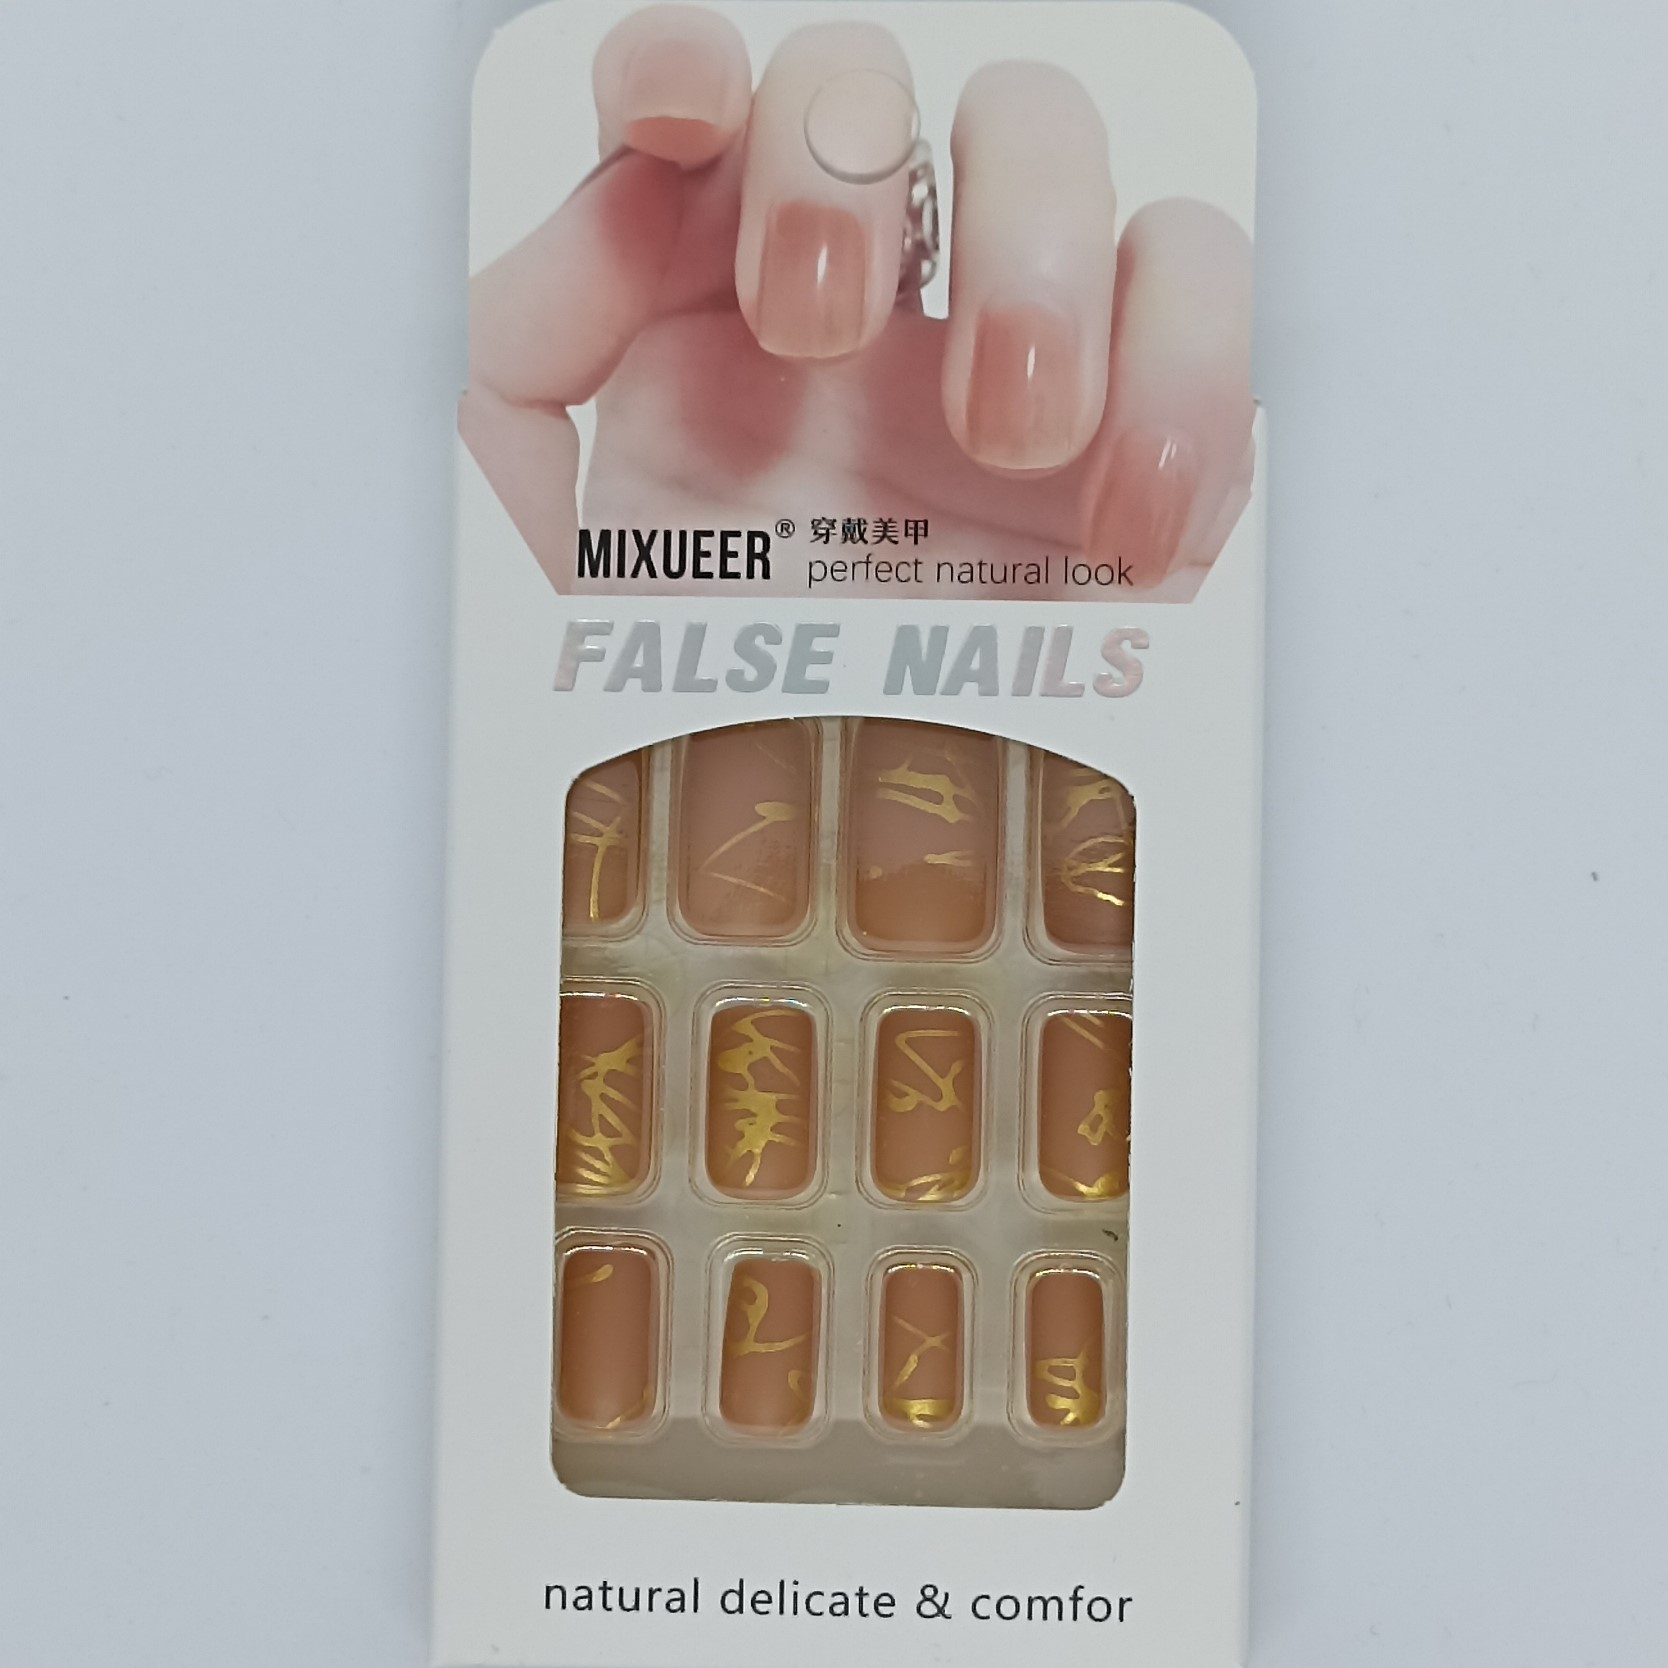 MIXUEER® 穿戴美甲
perfect natural look
FALSE NAILS
natural delicate & comfor